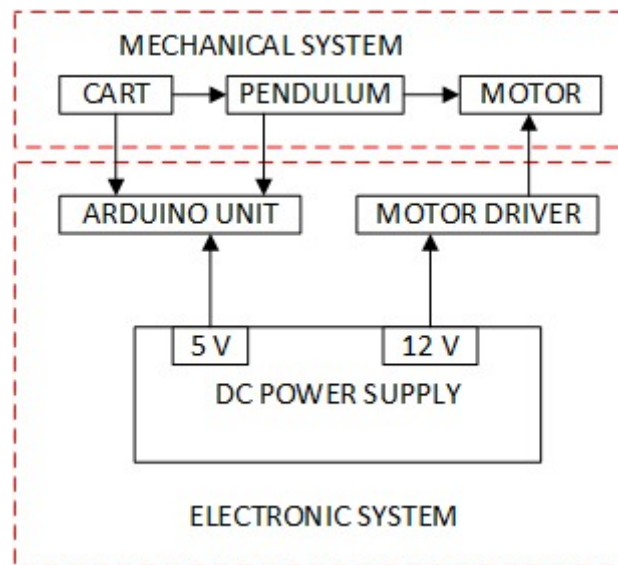 MECHANICAL SYSTEM
CART
PENDULUM
MOTOR
ARDUINO UNIT
MOTOR DRIVER
5 V
12 V
DC POWER SUPPLY
ELECTRONIC SYSTEM